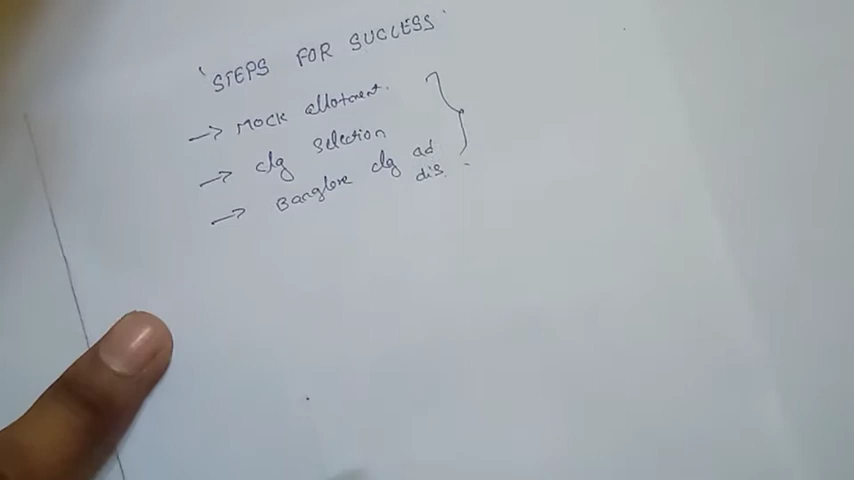 'STEPS FOR SUCCESS'
→ MOCK allotment.
→ clg selection
→ Banglore clg ad
dis.